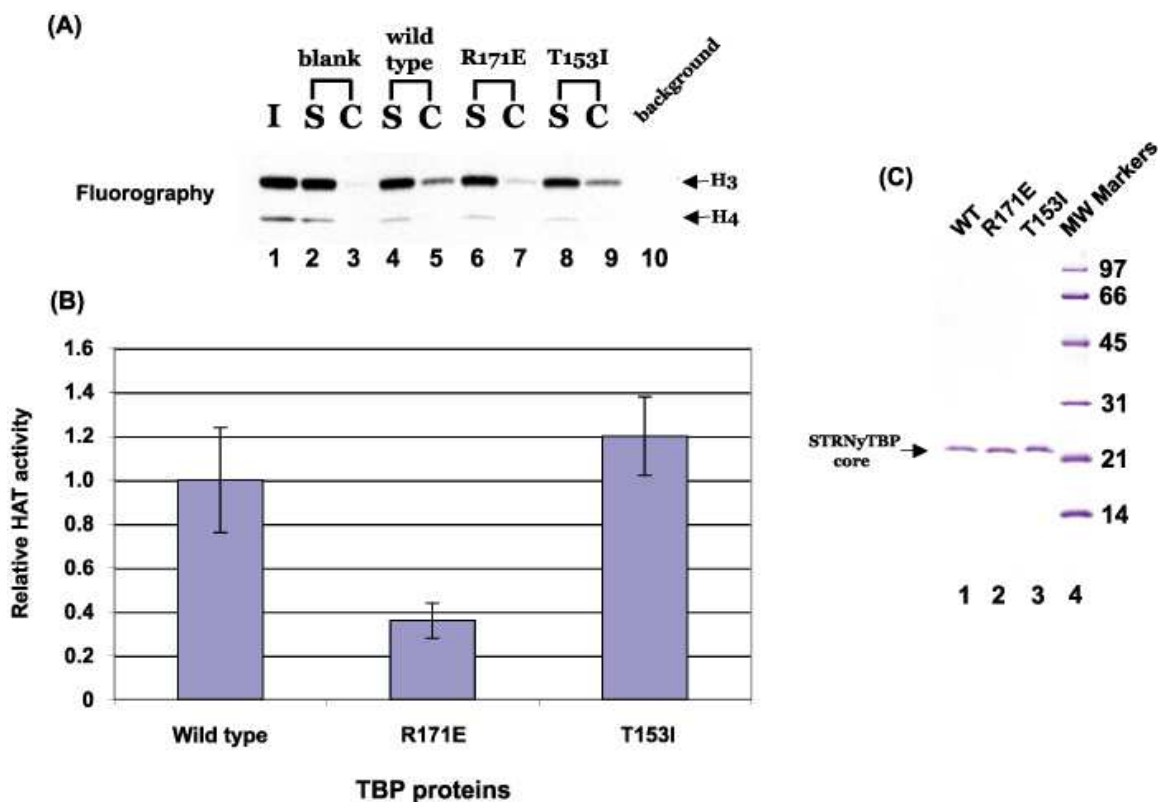 (A)
blank wild type R171E T153I background
I S C S C S C S C
Fluorography
H3
H4
1 2 3 4 5 6 7 8 9 10
(B)
Relative HAT activity
1.6
1.4
1.2
1.0
0.8
0.6
0.4
0.2
0
Wild type R171E T153I
TBP proteins
(C)
WT R171E T153I MW Markers
97
66
45
31
21
14
STRNyTBP
core
1 2 3 4